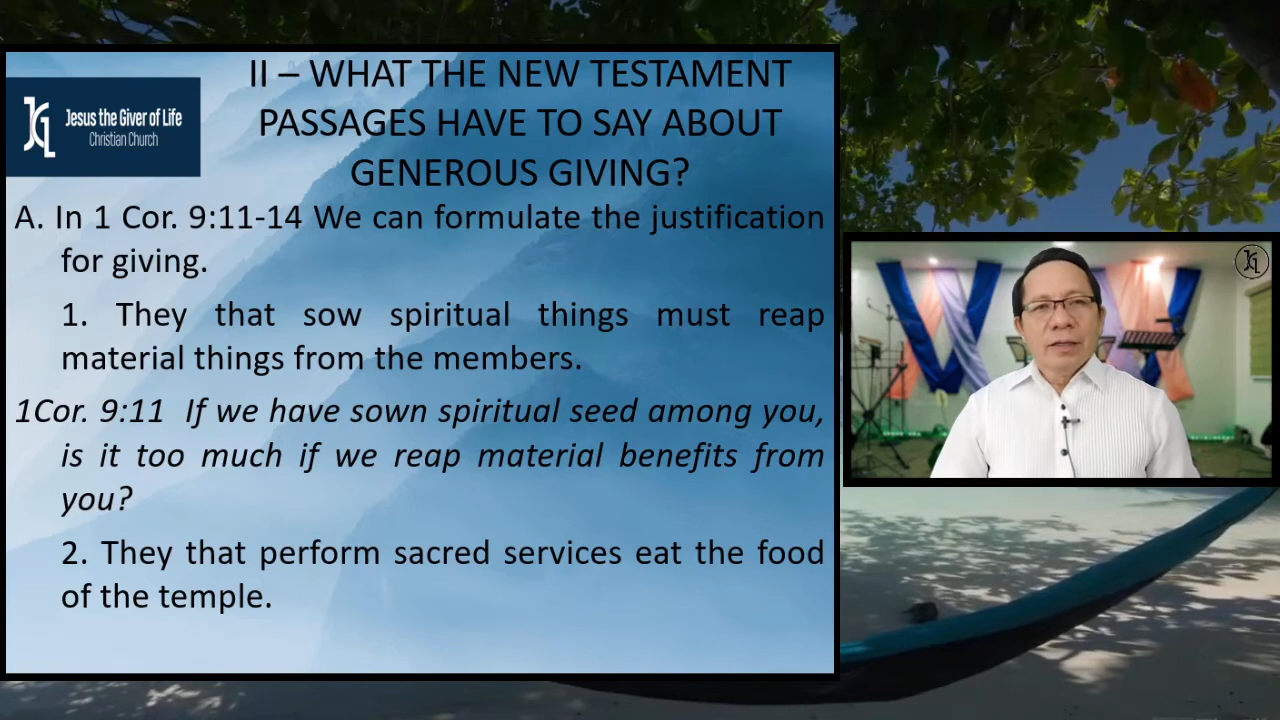 II – WHAT THE NEW TESTAMENT
PASSAGES HAVE TO SAY ABOUT
GENEROUS GIVING?
JGL
Jesus the Giver of Life
Christian Church
A. In 1 Cor. 9:11-14 We can formulate the justification
for giving.
1. They that sow spiritual things must reap
material things from the members.
1Cor. 9:11 If we have sown spiritual seed among you,
is it too much if we reap material benefits from
you?
2. They that perform sacred services eat the food
of the temple.
JGL